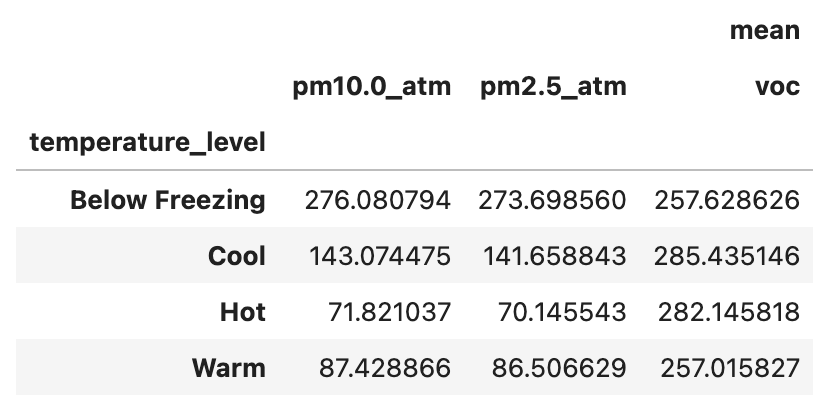 mean
pm10.0_atm pm2.5_atm voc
temperature_level
Below Freezing 276.080794 273.698560 257.628626
Cool 143.074475 141.658843 285.435146
Hot 71.821037 70.145543 282.145818
Warm 87.428866 86.506629 257.015827